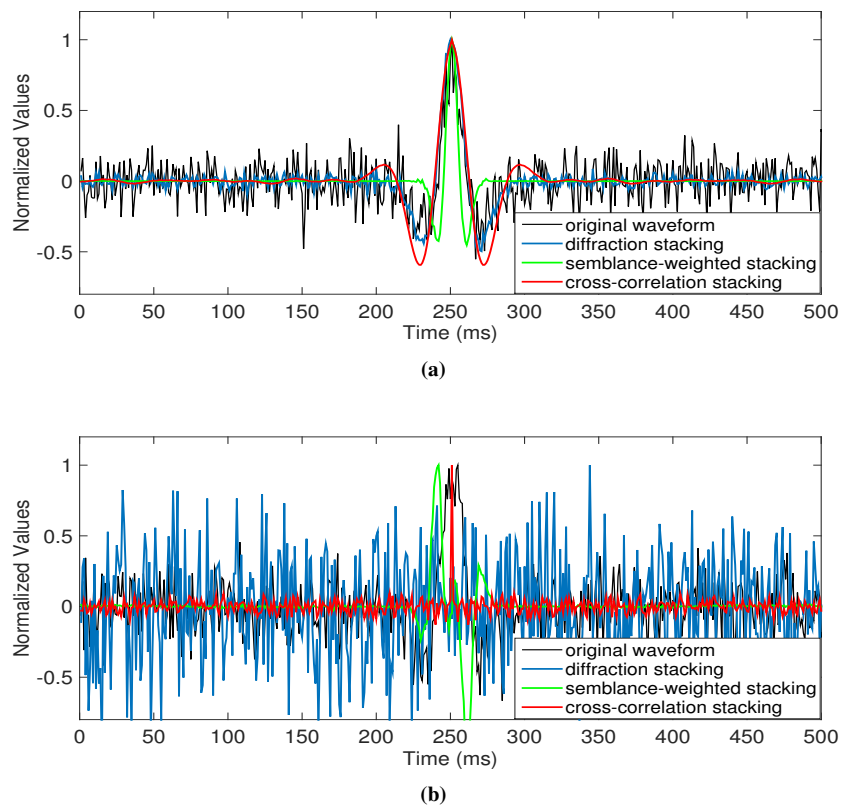 1
0.5
0
-0.5
Normalized Values
original waveform
diffraction stacking
semblance-weighted stacking
cross-correlation stacking
0 50 100 150 200 250 300 350 400 450 500
Time (ms)
(a)
1
0.5
0
-0.5
Normalized Values
original waveform
diffraction stacking
semblance-weighted stacking
cross-correlation stacking
0 50 100 150 200 250 300 350 400 450 500
Time (ms)
(b)